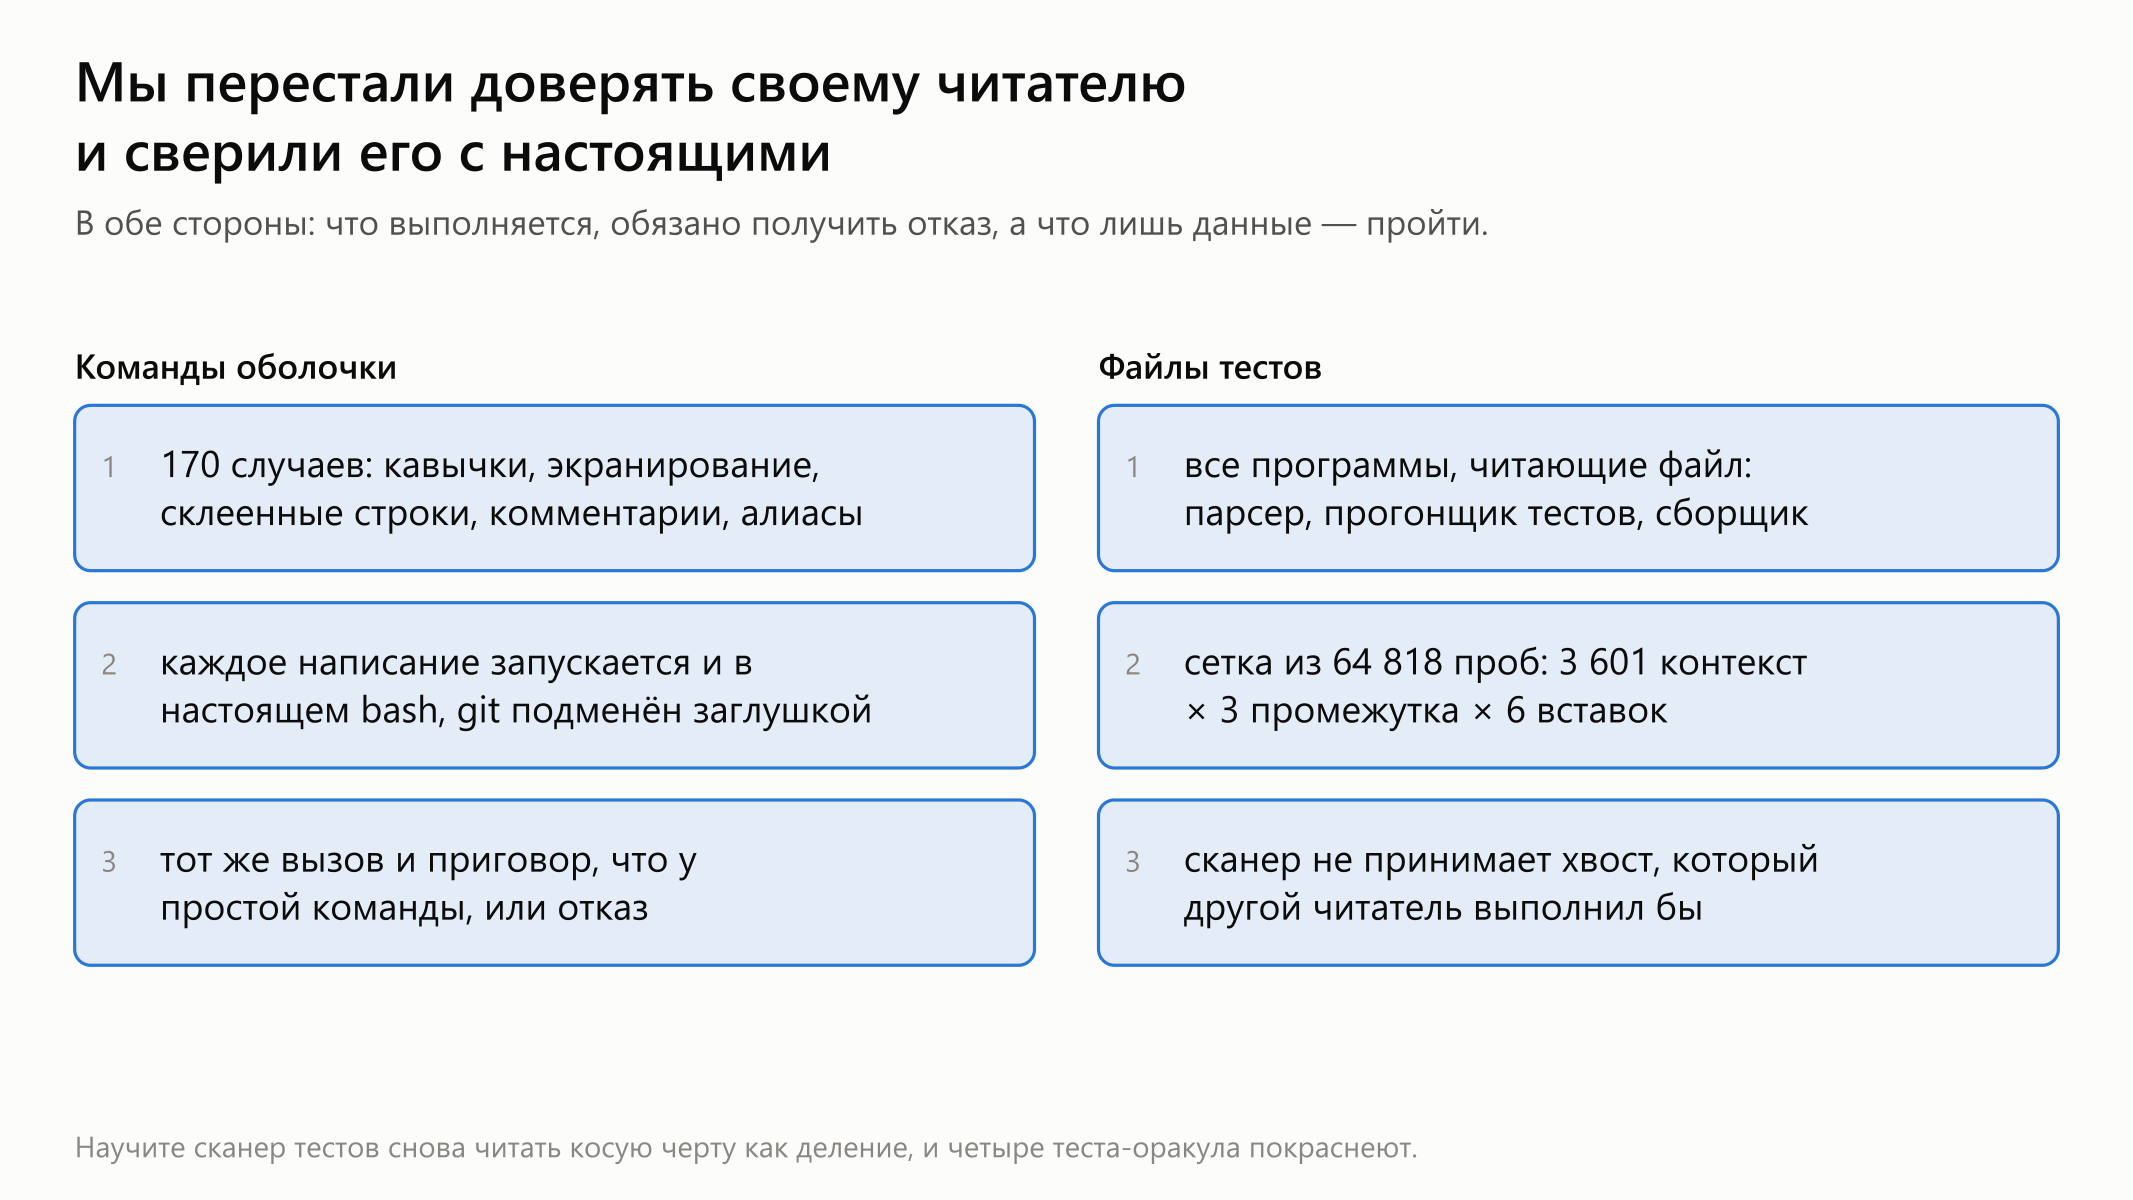 Мы перестали доверять своему читателю
и сверили его с настоящими
В обе стороны: что выполняется, обязано получить отказ, а что лишь данные — пройти.
Команды оболочки
1 170 случаев: кавычки, экранирование,
склеенные строки, комментарии, алиасы
2 каждое написание запускается и в
настоящем bash, git подменён заглушкой
3 тот же вызов и приговор, что у
простой команды, или отказ
Файлы тестов
1 все программы, читающие файл:
парсер, прогонщик тестов, сборщик
2 сетка из 64 818 проб: 3 601 контекст
× 3 промежутка × 6 вставок
3 сканер не принимает хвост, который
другой читатель выполнил бы
Научите сканер тестов снова читать косую черту как деление, и четыре теста-оракула покраснеют.